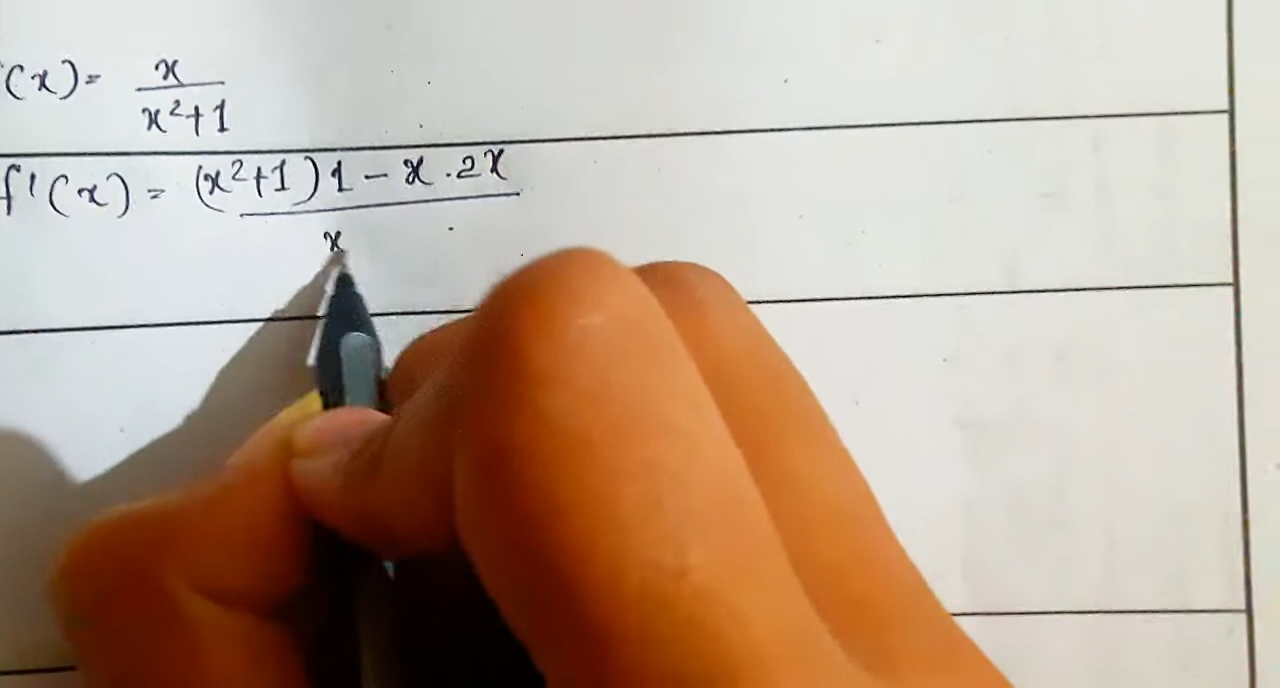 (x) = x / x²+1
f'(x) = (x²+1) 1 - x . 2x / x